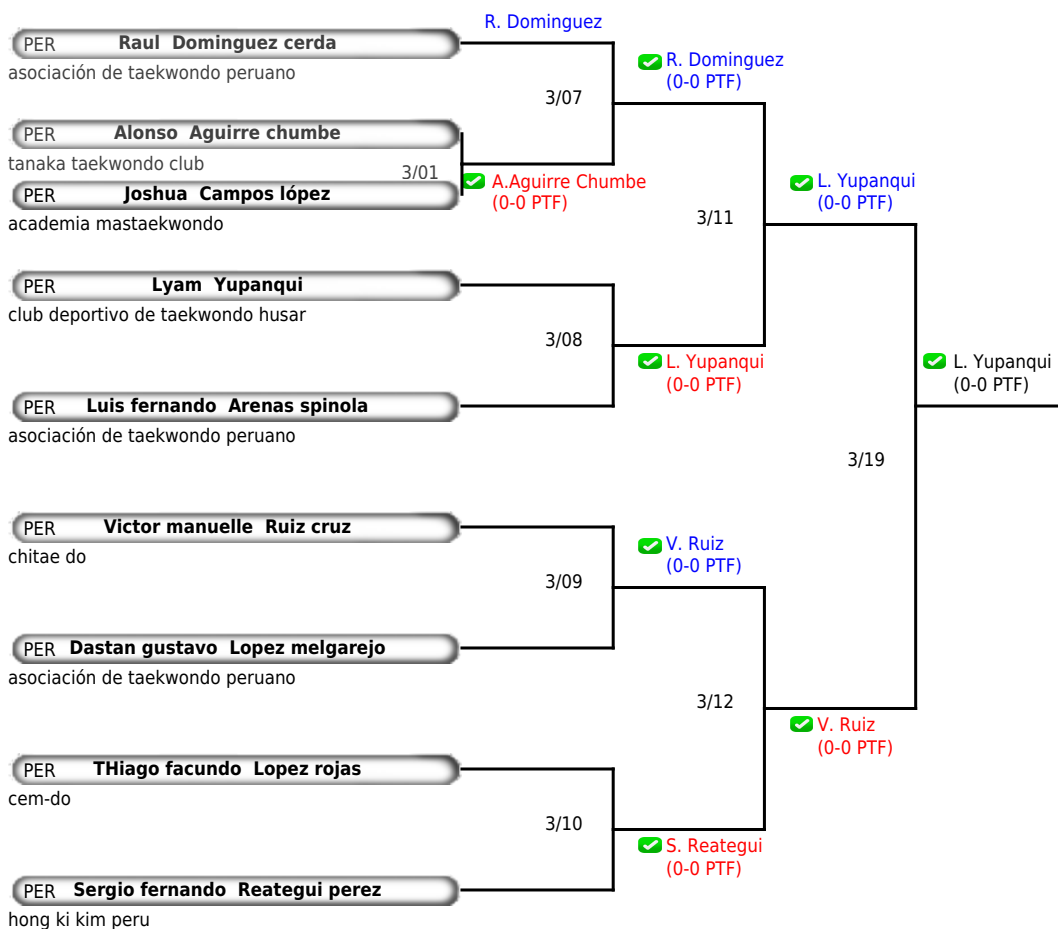 R. Dominguez
PER Raul Dominguez cerda
asociación de taekwondo peruano
R. Dominguez
(0-0 PTF)
3/07
PER Alonso Aguirre chumbe
tanaka taekwondo club
3/01
A.Aguirre Chumbe
(0-0 PTF)
PER Joshua Campos lópez
academia mastaekwondo
L. Yupanqui
(0-0 PTF)
3/11
PER Lyam Yupanqui
club deportivo de taekwondo husar
3/08
L. Yupanqui
(0-0 PTF)
L. Yupanqui
(0-0 PTF)
PER Luis fernando Arenas spinola
asociación de taekwondo peruano
3/19
PER Victor manuelle Ruiz cruz
chitae do
V. Ruiz
(0-0 PTF)
3/09
PER Dastan gustavo Lopez melgarejo
asociación de taekwondo peruano
3/12
V. Ruiz
(0-0 PTF)
PER THiago facundo Lopez rojas
cem-do
3/10
S. Reategui
(0-0 PTF)
PER Sergio fernando Reategui perez
hong ki kim peru